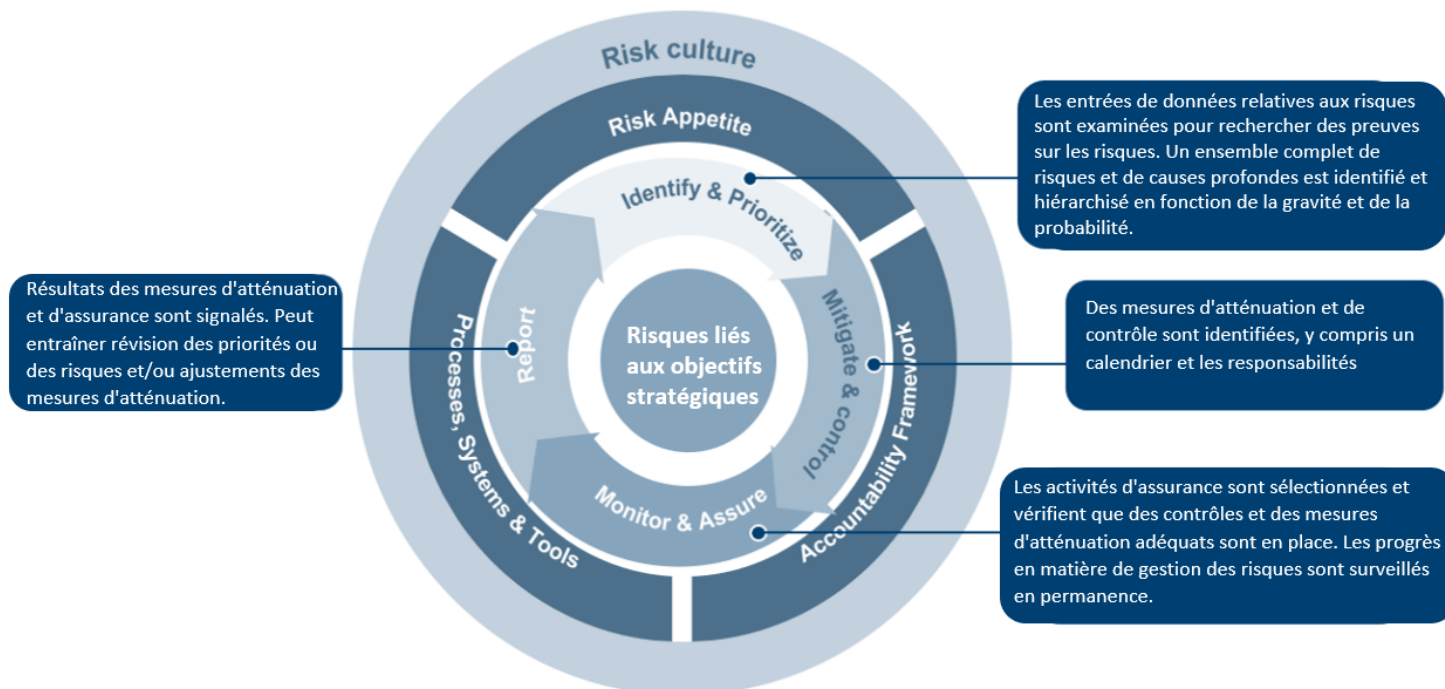 Risk culture
Risk Appetite
Identify & Prioritize
Mitigate & control
Accountability Framework
Monitor & Assure
Report
Processes, Systems & Tools
Risques liés
aux objectifs
stratégiques
Les entrées de données relatives aux risques
sont examinées pour rechercher des preuves
sur les risques. Un ensemble complet de
risques et de causes profondes est identifié et
hiérarchisé en fonction de la gravité et de la
probabilité.
Des mesures d'atténuation et de
contrôle sont identifiées, y compris un
calendrier et les responsabilités
Les activités d'assurance sont sélectionnées et
vérifient que des contrôles et des mesures
d'atténuation adéquats sont en place. Les progrès
en matière de gestion des risques sont surveillés
en permanence.
Résultats des mesures d'atténuation
et d'assurance sont signalés. Peut
entraîner révision des priorités ou
des risques et/ou ajustements des
mesures d'atténuation.